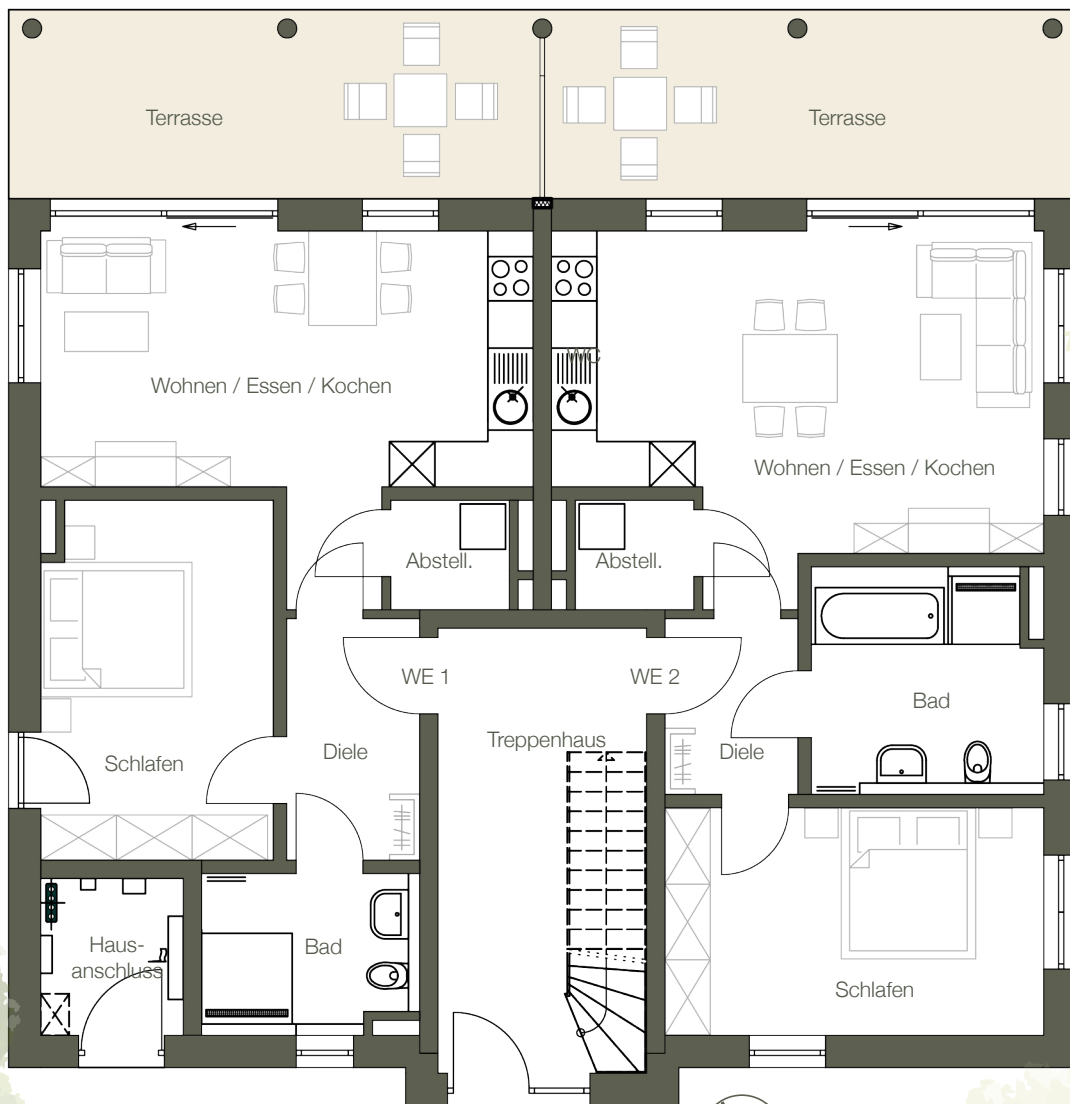 Terrasse
Terrasse
WC
Wohnen / Essen / Kochen
Wohnen / Essen / Kochen
Abstell.
Abstell.
WE 1
WE 2
Bad
Treppenhaus
Diele
Diele
Schlafen
Haus-
anschluss
Bad
Schlafen